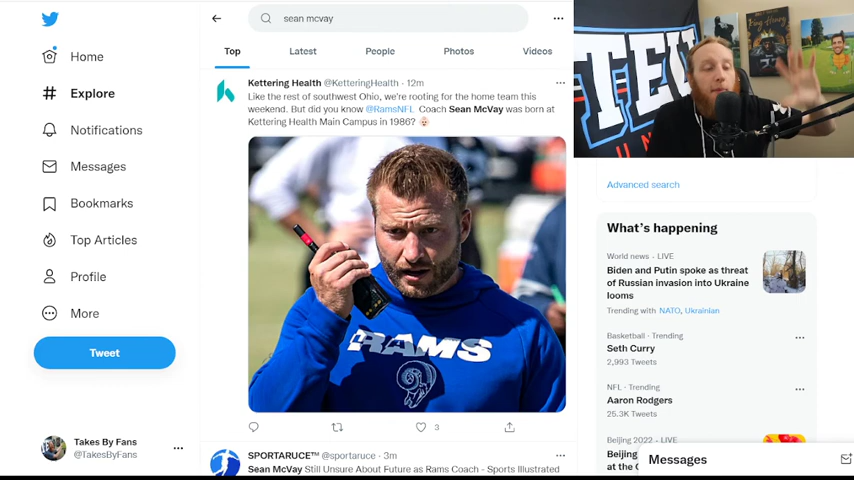 sean mcvay
Top
Latest
People
Photos
Videos
Home
Explore
Notifications
Messages
Bookmarks
Top Articles
Profile
More
Tweet
Takes By Fans
@TakesByFans
Kettering Health @KetteringHealth · 12m
Like the rest of southwest Ohio, we're rooting for the home team this
weekend. But did you know @RamsNFL Coach Sean McVay was born at
Kettering Health Main Campus in 1986?
RAMS
3
SPORTARUCE™ @sportaruce · 3m
Sean McVay Still Unsure About Future as Rams Coach - Sports Illustrated
Advanced search
What's happening
World news · LIVE
Biden and Putin spoke as threat
of Russian invasion into Ukraine
looms
Trending with NATO, Ukrainian
Basketball · Trending
Seth Curry
2,993 Tweets
NFL · Trending
Aaron Rodgers
25.3K Tweets
Beijing 2022 · LIVE
Beijing
at the
Messages